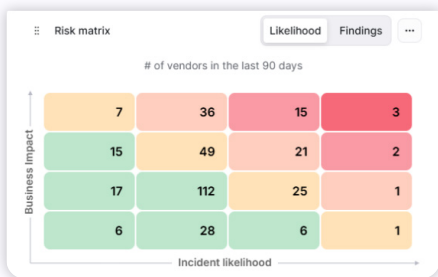 Risk matrix
Likelihood Findings
# of vendors in the last 90 days
Business Impact
7 36 15 3
15 49 21 2
17 112 25 1
6 28 6 1
Incident likelihood